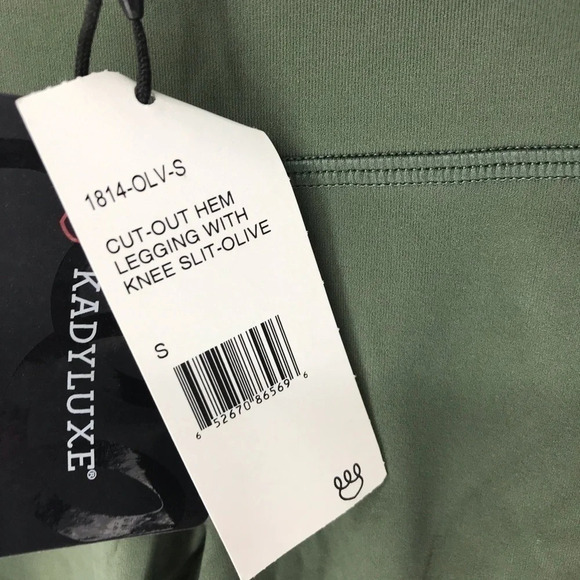 1814-OLV-S
CUT-OUT HEM
LEGGING WITH
KNEE SLIT-OLIVE
S
6 52670 86569 6
KADYLUXE®